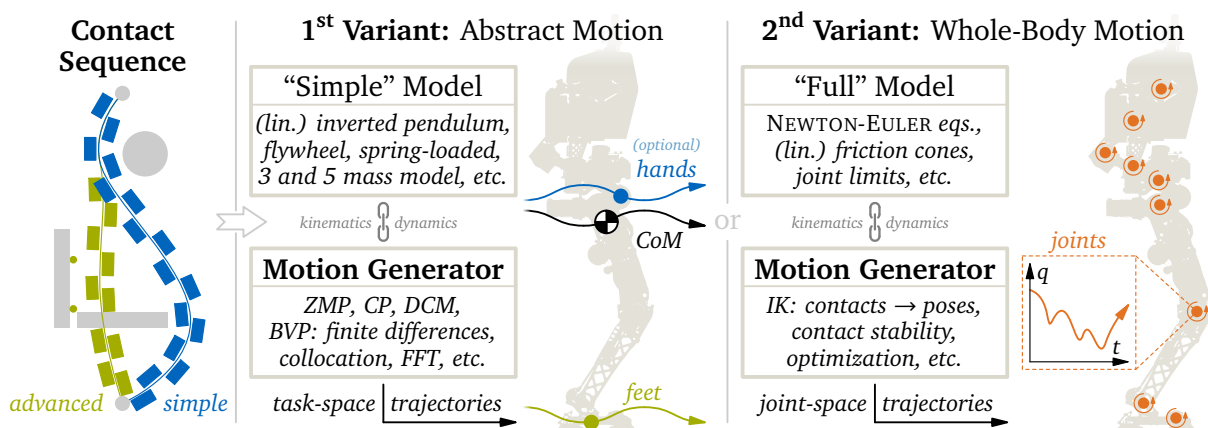 Contact
Sequence
advanced
simple
1st Variant: Abstract Motion
“Simple” Model
(lin.) inverted pendulum,
flywheel, spring-loaded,
3 and 5 mass model, etc.
kinematics
dynamics
Motion Generator
ZMP, CP, DCM,
BVP: finite differences,
collocation, FFT, etc.
task-space
trajectories
(optional)
hands
CoM
feet
or
2nd Variant: Whole-Body Motion
“Full” Model
NEWTON-EULER eqs.,
(lin.) friction cones,
joint limits, etc.
kinematics
dynamics
Motion Generator
IK: contacts → poses,
contact stability,
optimization, etc.
joint-space
trajectories
joints
q
t